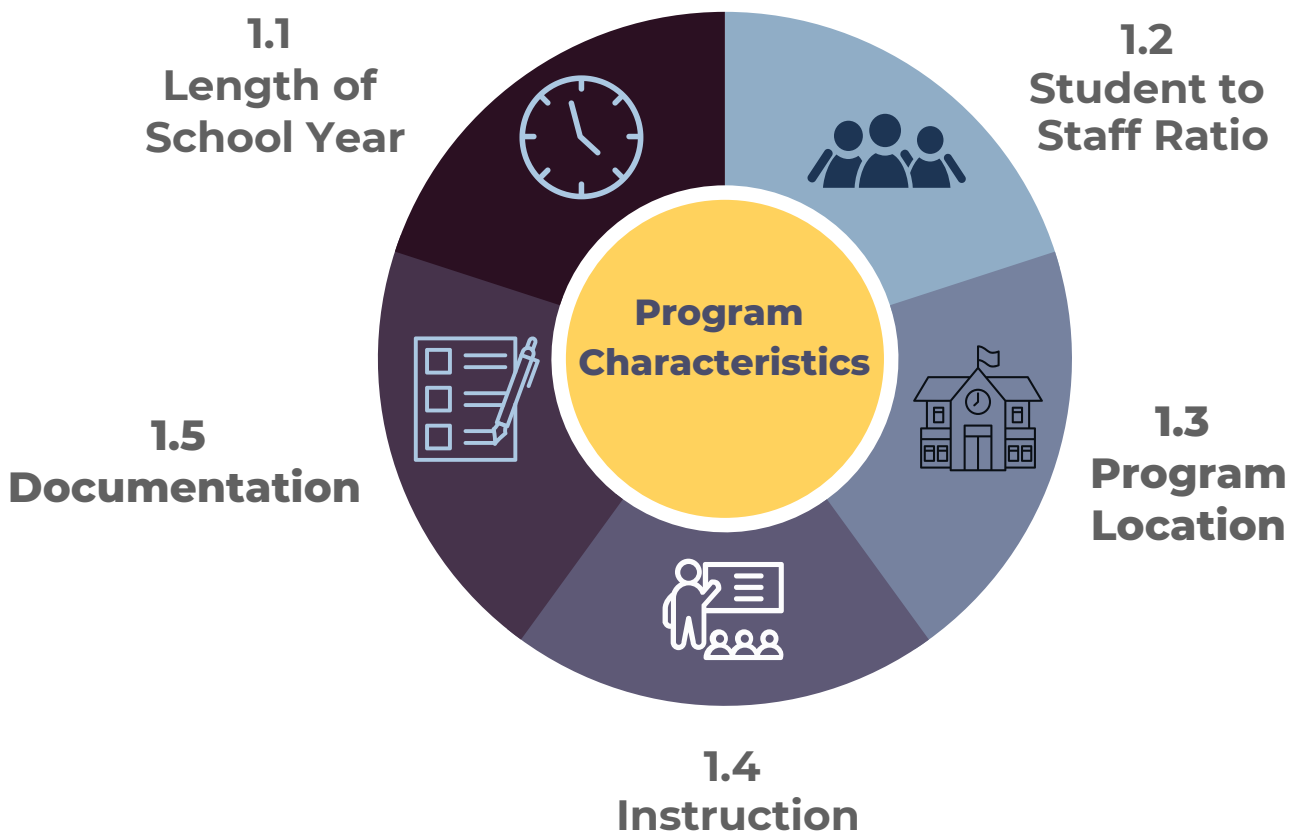 1.1
Length of
School Year
1.2
Student to
Staff Ratio
Program
Characteristics
1.3
Program
Location
1.4
Instruction
1.5
Documentation